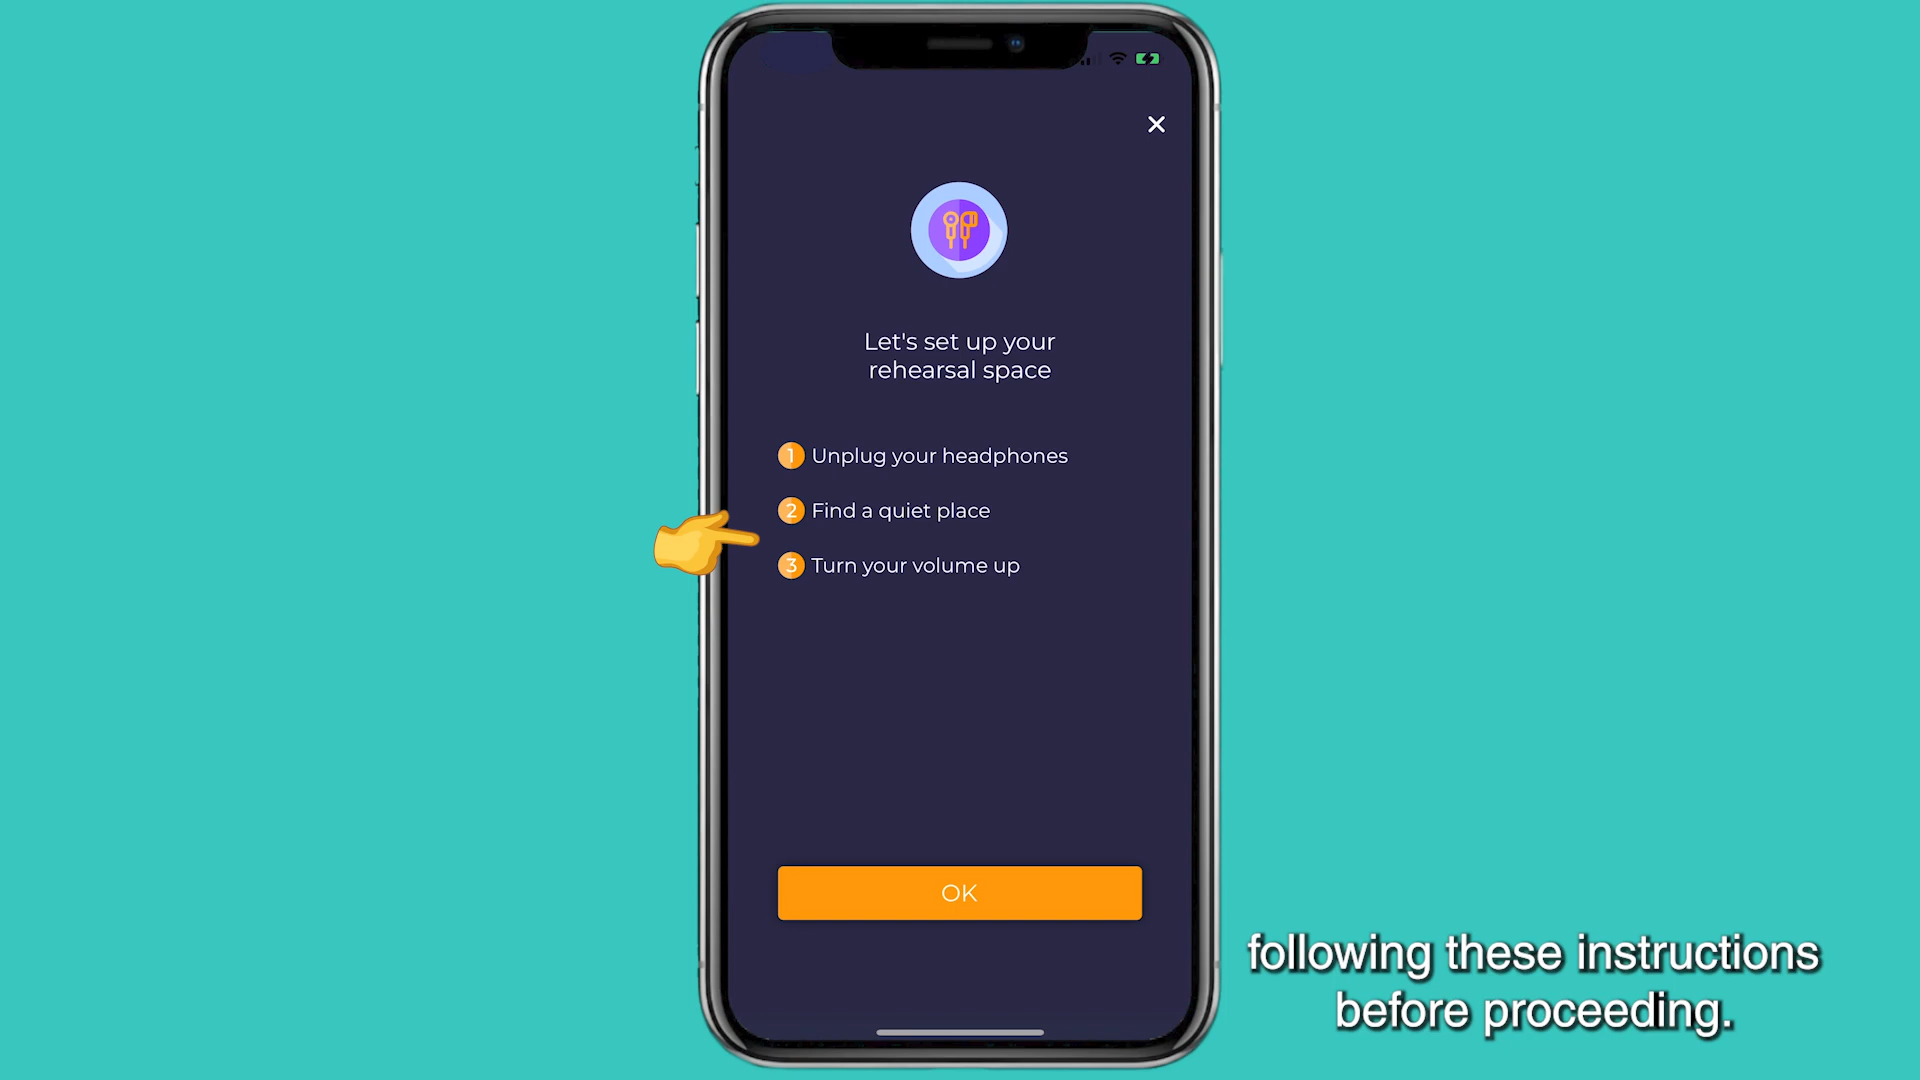 Let's set up your
rehearsal space
1 Unplug your headphones
2 Find a quiet place
3 Turn your volume up
OK
following these instructions
before proceeding.